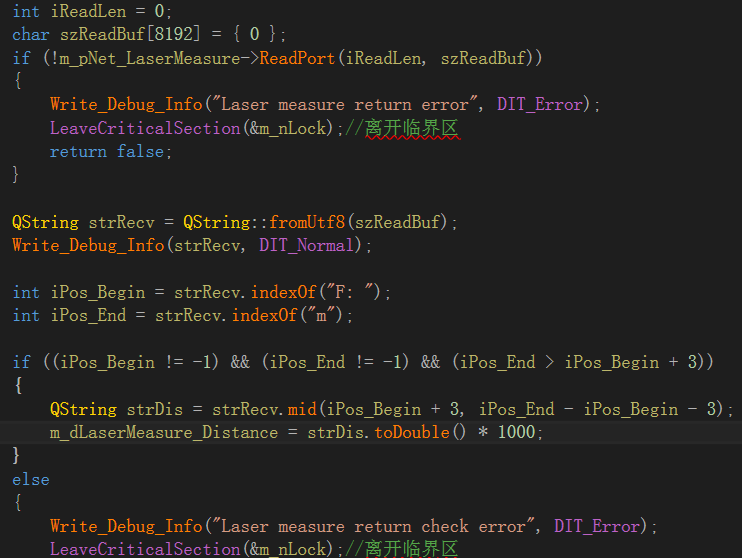 int iReadLen = 0;
char szReadBuf[8192] = { 0 };
if (!m_pNet_LaserMeasure->ReadPort(iReadLen, szReadBuf))
{
    Write_Debug_Info("Laser measure return error", DIT_Error);
    LeaveCriticalSection(&m_nLock);//离开临界区
    return false;
}
QString strRecv = QString::fromUtf8(szReadBuf);
Write_Debug_Info(strRecv, DIT_Normal);
int iPos_Begin = strRecv.indexOf("F: ");
int iPos_End = strRecv.indexOf("m");
if ((iPos_Begin != -1) && (iPos_End != -1) && (iPos_End > iPos_Begin + 3))
{
    QString strDis = strRecv.mid(iPos_Begin + 3, iPos_End - iPos_Begin - 3);
    m_dLaserMeasure_Distance = strDis.toDouble() * 1000;
}
else
{
    Write_Debug_Info("Laser measure return check error", DIT_Error);
    LeaveCriticalSection(&m_nLock);//离开临界区